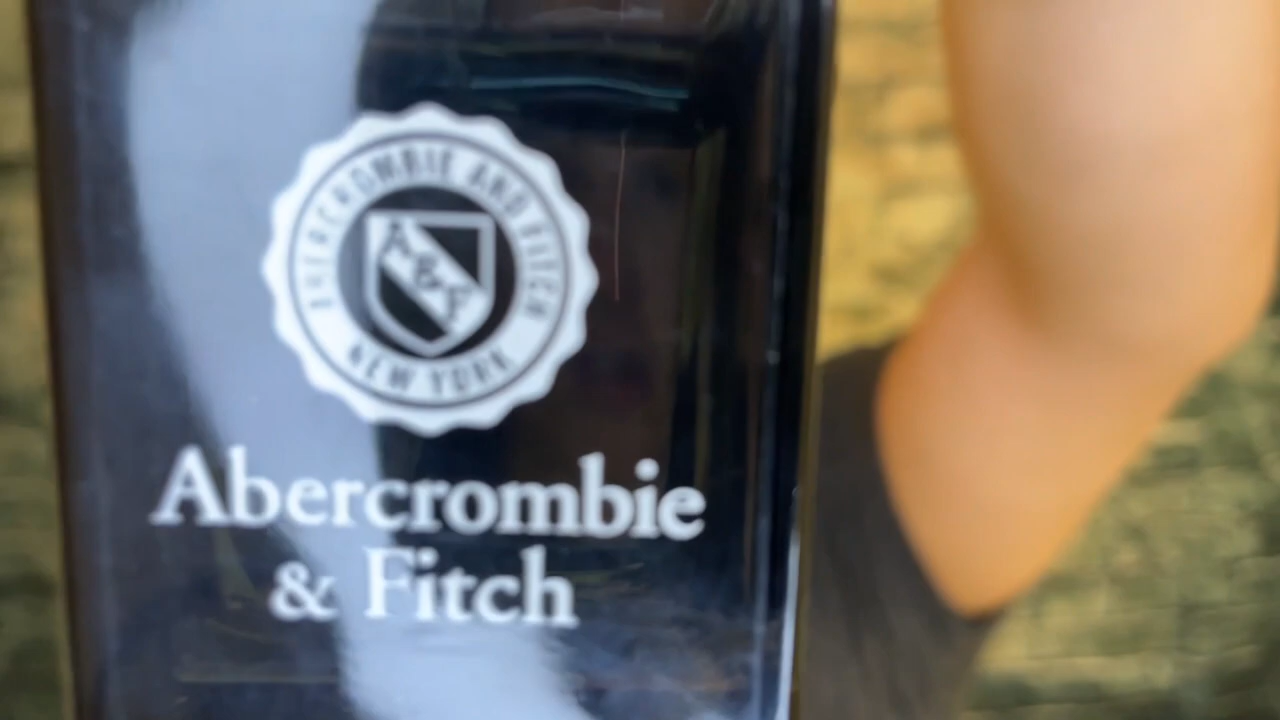 ABERCROMBIE AND FITCH
A&F
NEW YORK
Abercrombie
& Fitch